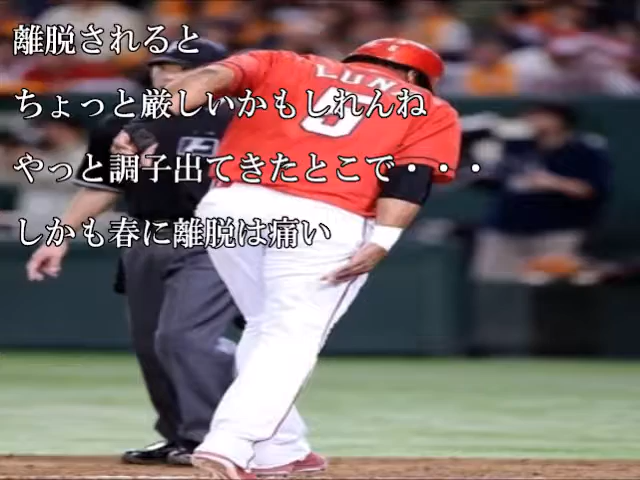 離脱されると
ちょっと厳しいかもしれんね
やっと調子出てきたとこで・・・
しかも春に離脱は痛い
LUN